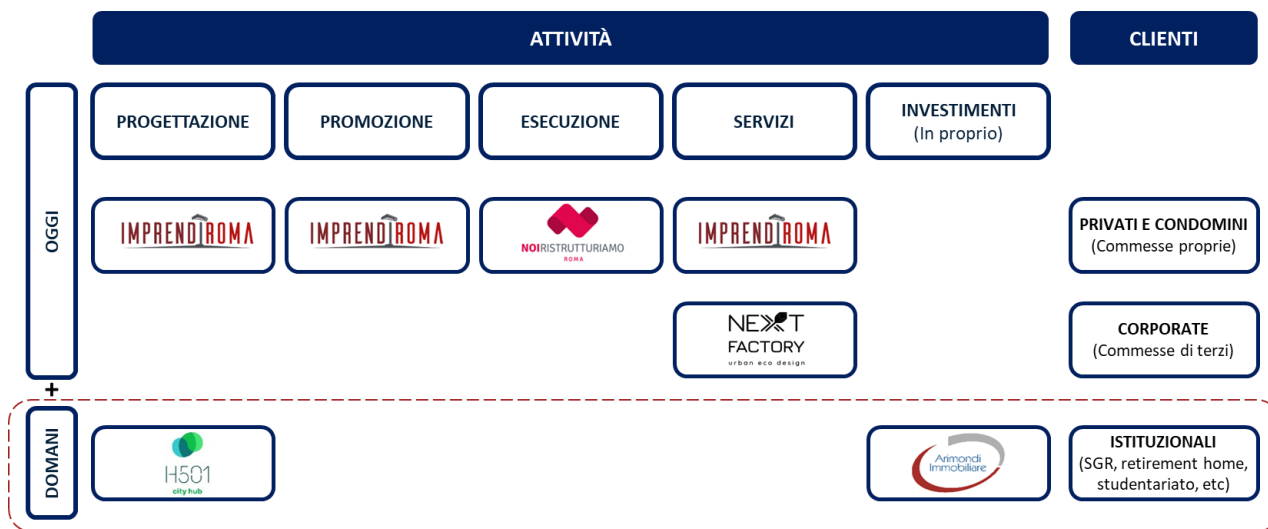 ATTIVITÀ
CLIENTI
OGGI
PROGETTAZIONE
PROMOZIONE
ESECUZIONE
SERVIZI
INVESTIMENTI
(In proprio)
IMPRENDIROMA
IMPRENDIROMA
NOIRISTRUTTURIAMO
ROMA
IMPRENDIROMA
PRIVATI E CONDOMINI
(Commesse proprie)
NEXT
FACTORY
urban eco design
CORPORATE
(Commesse di terzi)
+
DOMANI
H501
city hub
Arimondi
Immobiliare
ISTITUZIONALI
(SGR, retirement home,
studentariato, etc)